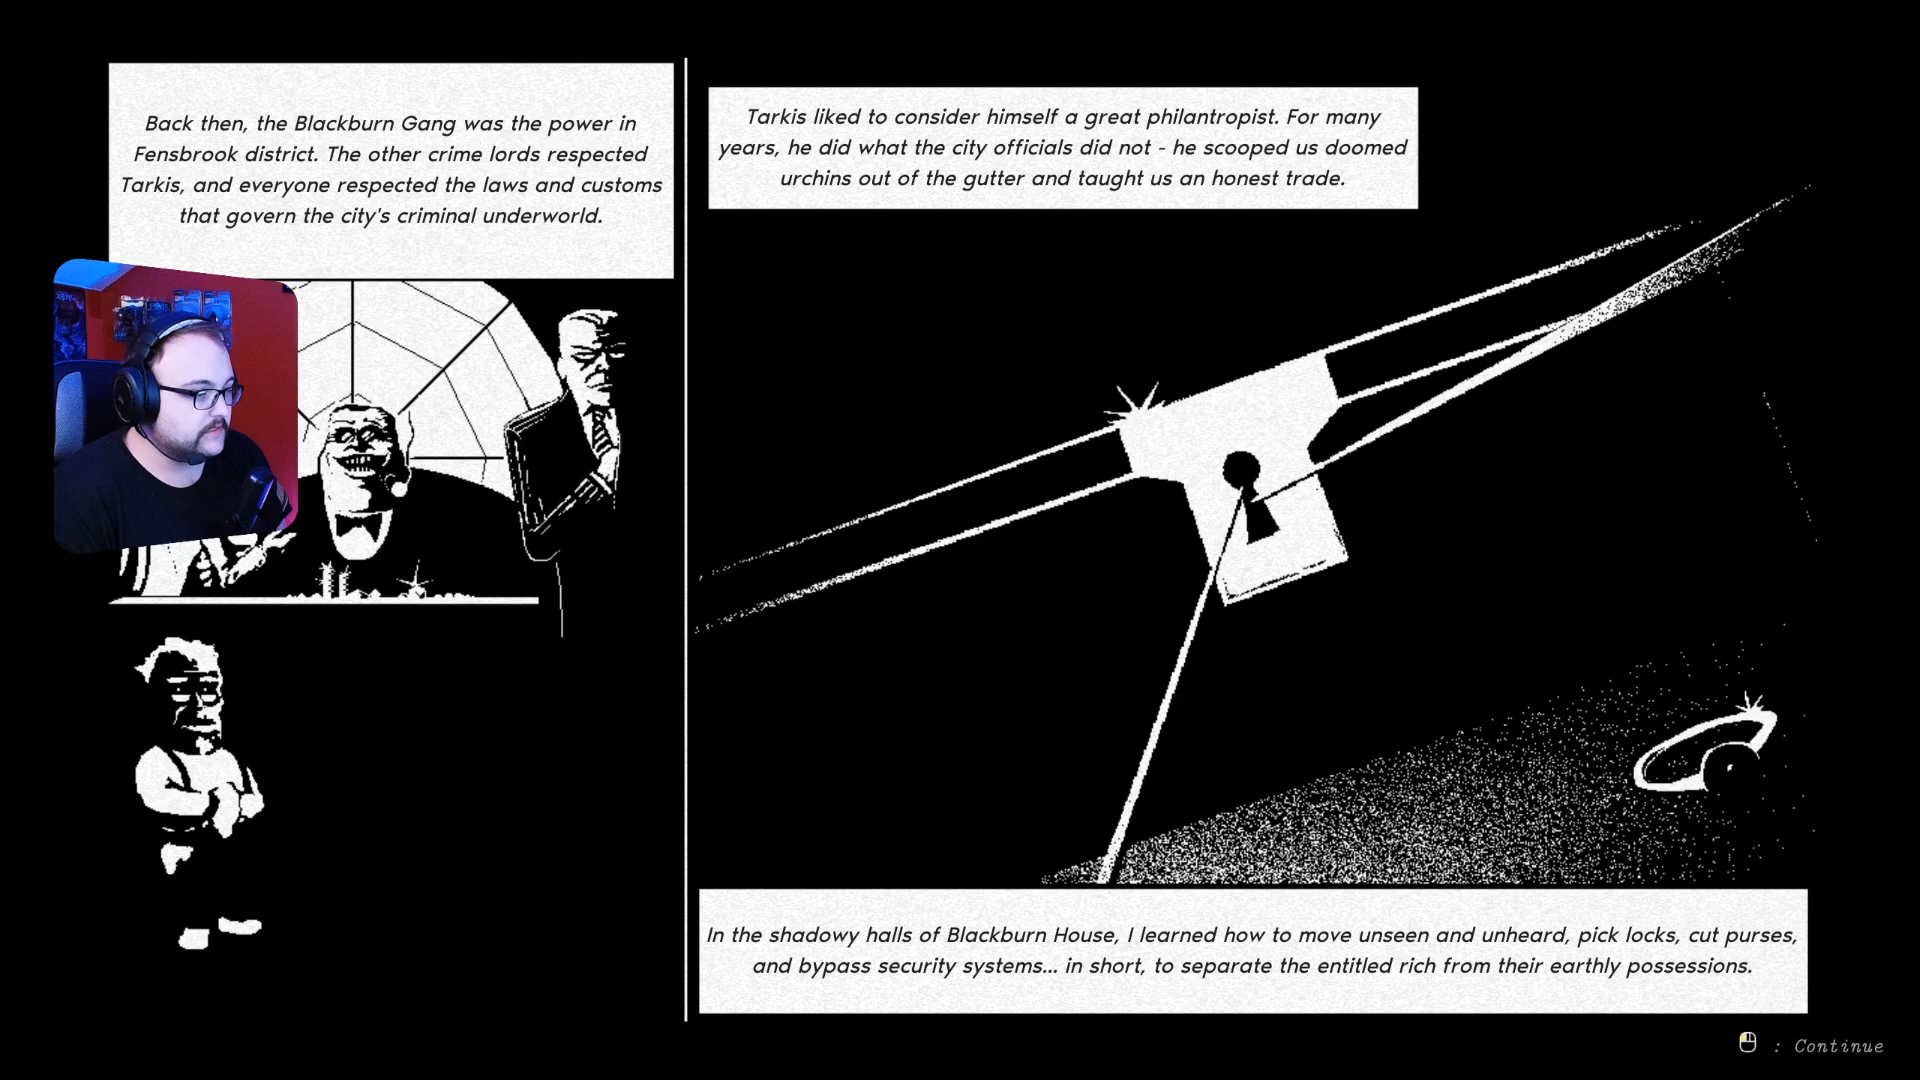 Back then, the Blackburn Gang was the power in
Fensbrook district. The other crime lords respected
Tarkis, and everyone respected the laws and customs
that govern the city's criminal underworld.
Tarkis liked to consider himself a great philantropist. For many
years, he did what the city officials did not - he scooped us doomed
urchins out of the gutter and taught us an honest trade.
In the shadowy halls of Blackburn House, I learned how to move unseen and unheard, pick locks, cut purses,
and bypass security systems... in short, to separate the entitled rich from their earthly possessions.
: Continue